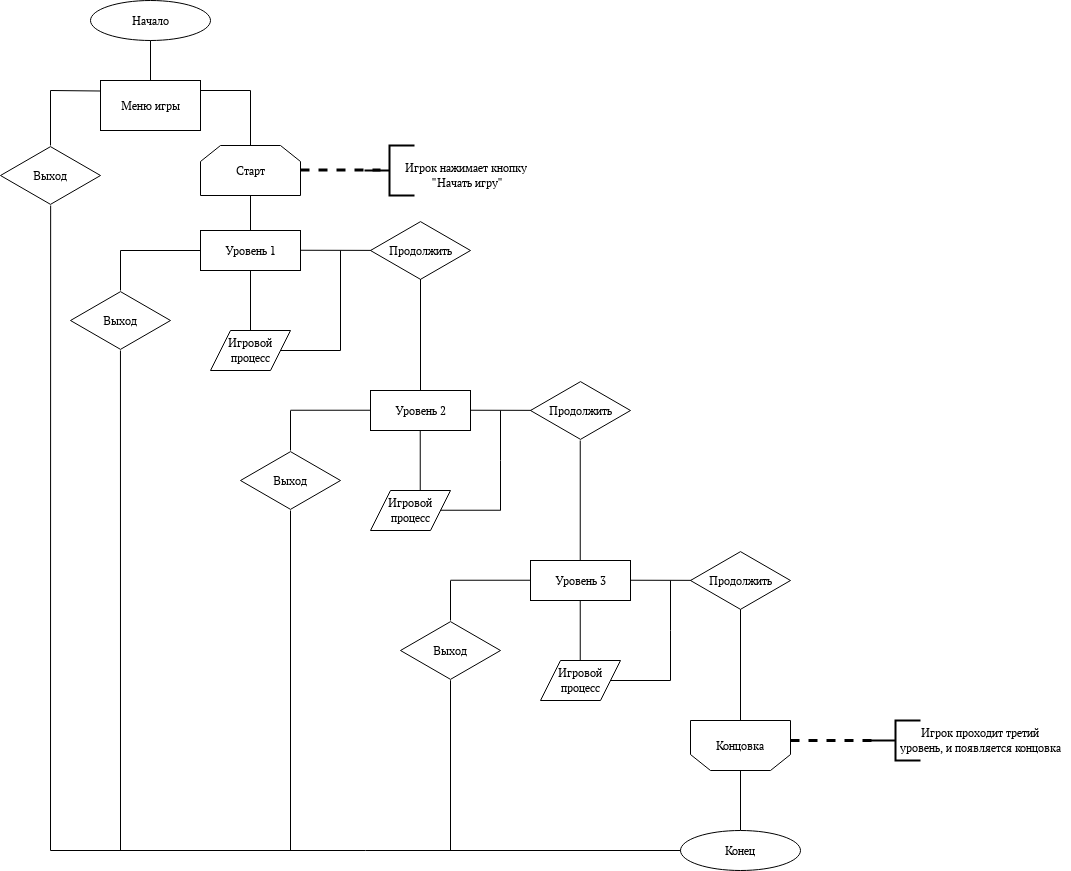 Начало
Меню игры
Выход
Старт
Игрок нажимает кнопку
"Начать игру"
Уровень 1
Продолжить
Выход
Игровой
процесс
Уровень 2
Продолжить
Выход
Игровой
процесс
Уровень 3
Продолжить
Выход
Игровой
процесс
Концовка
Игрок проходит третий
уровень, и появляется концовка
Конец